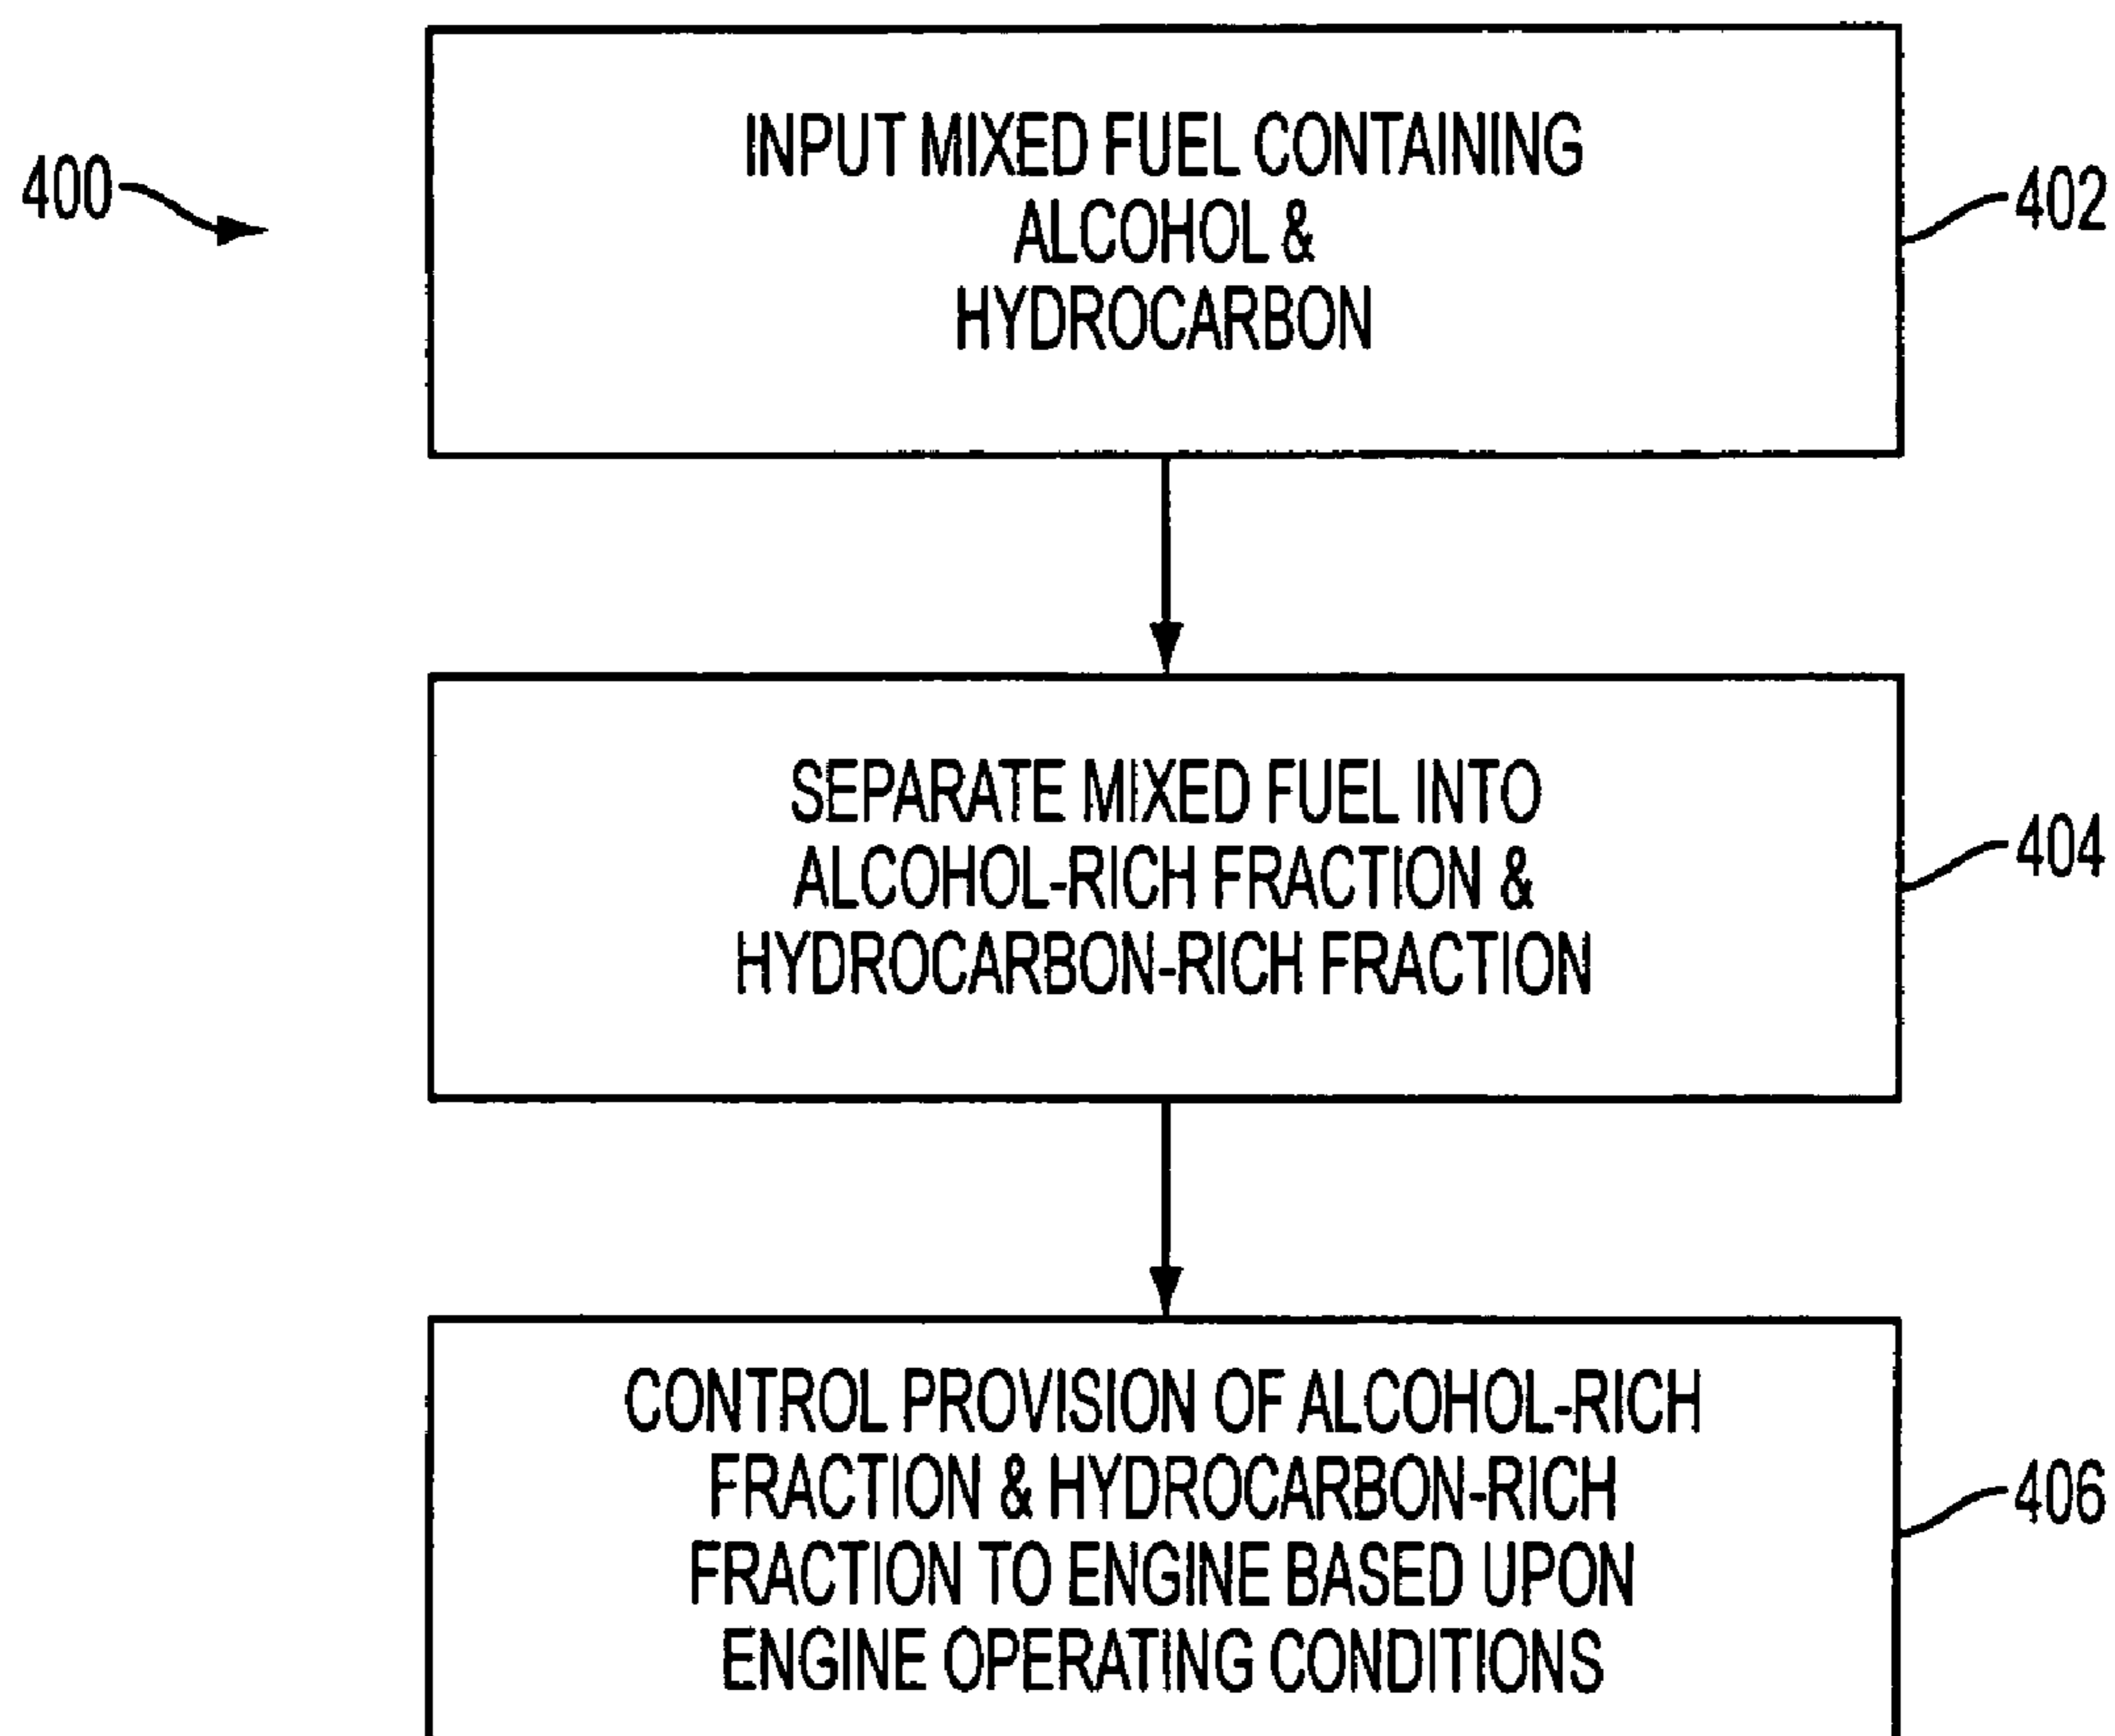 400
INPUT MIXED FUEL CONTAINING
ALCOHOL &
HYDROCARBON
402
SEPARATE MIXED FUEL INTO
ALCOHOL-RICH FRACTION &
HYDROCARBON-RICH FRACTION
404
CONTROL PROVISION OF ALCOHOL-RICH
FRACTION & HYDROCARBON-RICH
FRACTION TO ENGINE BASED UPON
ENGINE OPERATING CONDITIONS
406